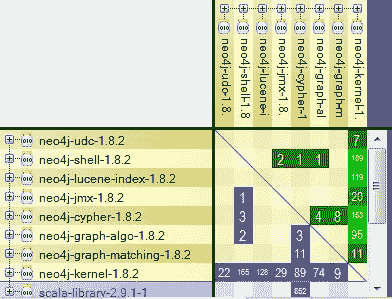 neo4j-udc-1.8.
neo4j-shell-1.8
neo4j-lucene-i
neo4j-jmx-1.8.
neo4j-cypher-1
neo4j-graph-al
neo4j-graph-m
neo4j-kernel-1.
neo4j-udc-1.8.2 7
neo4j-shell-1.8.2 2 1 1 189
neo4j-lucene-index-1.8.2 119
neo4j-jmx-1.8.2 1 20
neo4j-cypher-1.8.2 3 4 8 153
neo4j-graph-algo-1.8.2 2 3 95
neo4j-graph-matching-1.8.2 11 11
neo4j-kernel-1.8.2 22 165 128 29 89 74 9
scala-library-2.9.1-1 852